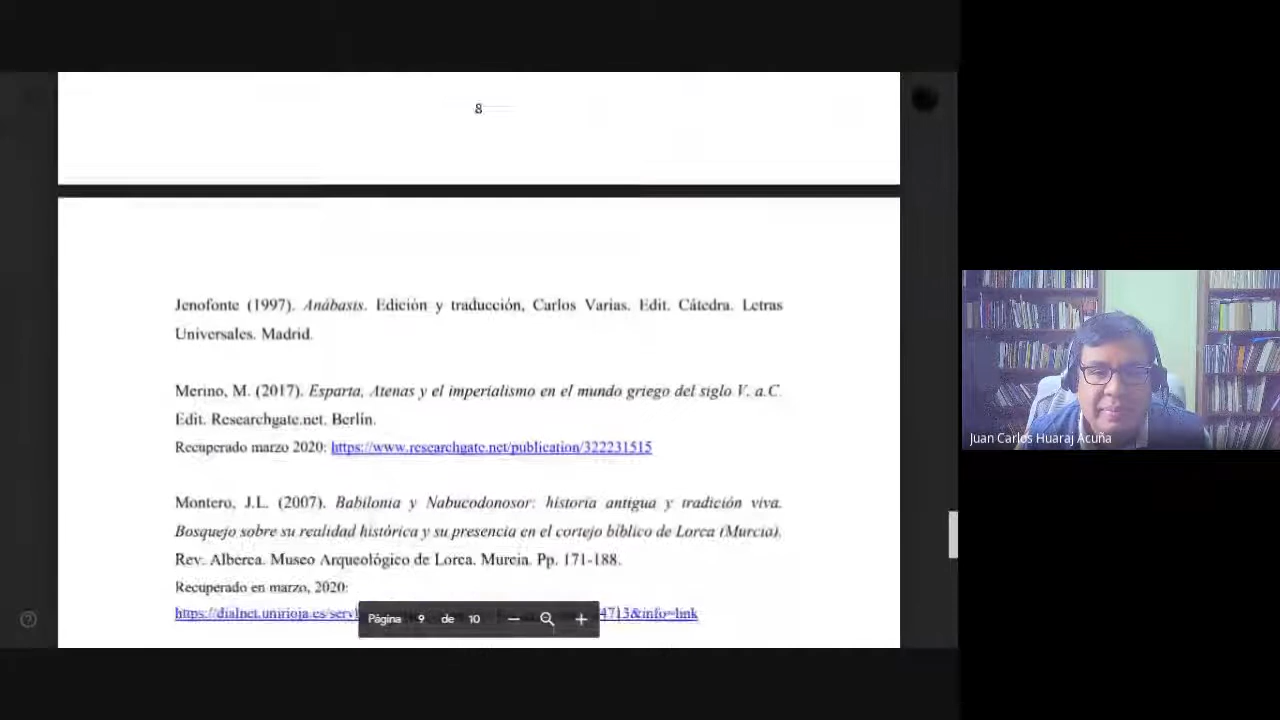 8
Jenofonte (1997). Anábasis. Edición y traducción, Carlos Varias. Edit. Cátedra. Letras
Universales. Madrid.
Merino, M. (2017). Esparta, Atenas y el imperialismo en el mundo griego del siglo V. a.C.
Edit. Researchgate.net. Berlín.
Recuperado marzo 2020: https://www.researchgate.net/publication/322231515
Montero, J.L. (2007). Babilonia y Nabucodonosor: historia antigua y tradición viva.
Bosquejo sobre su realidad histórica y su presencia en el cortejo bíblico de Lorca (Murcia).
Rev. Alberca. Museo Arqueológico de Lorca. Murcia. Pp. 171-188.
Recuperado en marzo, 2020:
https://dialnet.unirioja.es/servl 4713&info=link
Página 9 de 10
Juan Carlos Huaraj Acuña